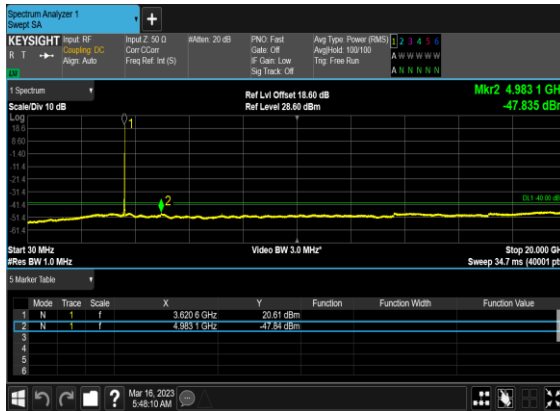 Spectrum Analyzer 1
Swept SA
KEYSIGHT Input: RF Input Z: 50 Ω #Atten: 20 dB PNO: Fast Avg Type: Power (RMS) 1 2 3 4 5 6
R T Coupling: DC Corr CCorr Gate: Off Avg|Hold: 100/100 A W W W W W
Align: Auto Freq Ref: Int (S) IF Gain: Low Trig: Free Run
Sig Track: Off A N N N N N
1 Spectrum Ref Lvl Offset 18.60 dB Mkr2 4.983 1 GHz
Scale/Div 10 dB Ref Level 28.60 dBm -47.835 dBm
Log
18.6 1
8.60
-1.40
-11.4
-21.4
-31.4
-41.4 2 DL1 -40.00 dB
-51.4
-61.4
Start 30 MHz Video BW 3.0 MHz* Stop 20.000 GH
#Res BW 1.0 MHz Sweep 34.7 ms (40001 pt
5 Marker Table
Mode Trace Scale X Y Function Function Width Function Value
1 N 1 f 3.620 6 GHz 20.61 dBm
2 N 1 f 4.983 1 GHz -47.84 dBm
3
4
5
6
? Mar 16, 2023
5:48:10 AM